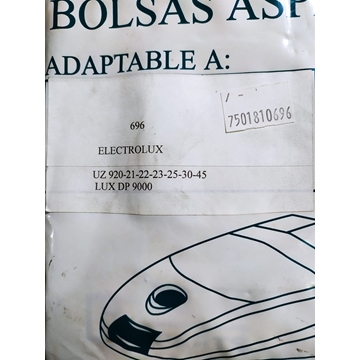 BOLSAS ASP
ADAPTABLE A:
7501810696
696
ELECTROLUX
UZ 920-21-22-23-25-30-45
LUX DP 9000